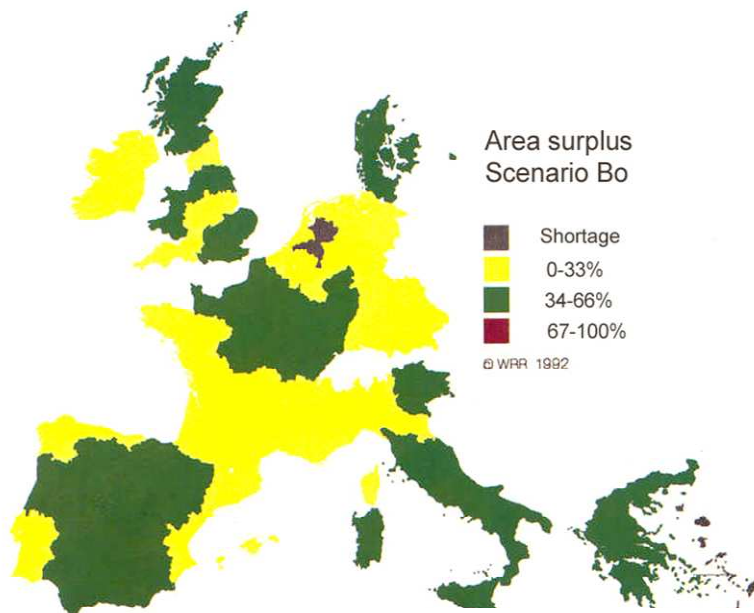 Area surplus
Scenario Bo
Shortage
0-33%
34-66%
67-100%
© WRR 1992